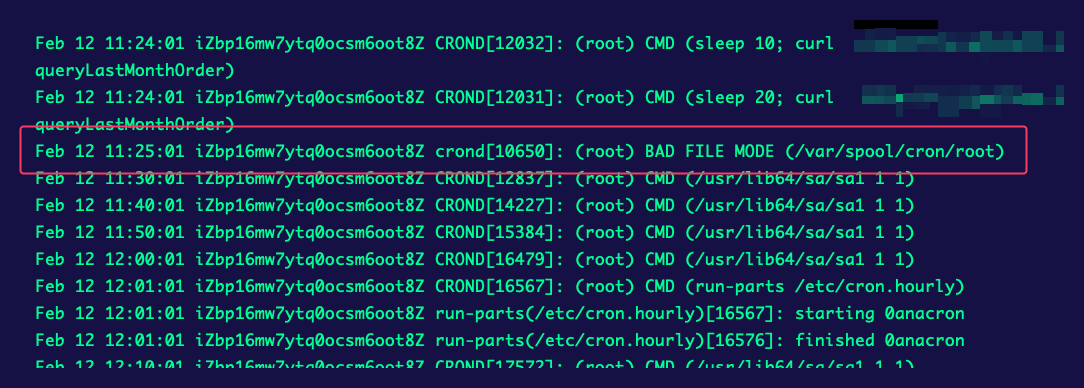 Feb 12 11:24:01 iZbp16mw7ytq0ocsm6oot8Z CROND[12032]: (root) CMD (sleep 10; curl
queryLastMonthOrder)
Feb 12 11:24:01 iZbp16mw7ytq0ocsm6oot8Z CROND[12031]: (root) CMD (sleep 20; curl
queryLastMonthOrder)
Feb 12 11:25:01 iZbp16mw7ytq0ocsm6oot8Z crond[10650]: (root) BAD FILE MODE (/var/spool/cron/root)
Feb 12 11:30:01 iZbp16mw7ytq0ocsm6oot8Z CROND[12837]: (root) CMD (/usr/lib64/sa/sa1 1 1)
Feb 12 11:40:01 iZbp16mw7ytq0ocsm6oot8Z CROND[14227]: (root) CMD (/usr/lib64/sa/sa1 1 1)
Feb 12 11:50:01 iZbp16mw7ytq0ocsm6oot8Z CROND[15384]: (root) CMD (/usr/lib64/sa/sa1 1 1)
Feb 12 12:00:01 iZbp16mw7ytq0ocsm6oot8Z CROND[16479]: (root) CMD (/usr/lib64/sa/sa1 1 1)
Feb 12 12:01:01 iZbp16mw7ytq0ocsm6oot8Z CROND[16567]: (root) CMD (run-parts /etc/cron.hourly)
Feb 12 12:01:01 iZbp16mw7ytq0ocsm6oot8Z run-parts(/etc/cron.hourly)[16567]: starting 0anacron
Feb 12 12:01:01 iZbp16mw7ytq0ocsm6oot8Z run-parts(/etc/cron.hourly)[16576]: finished 0anacron
Feb 12 12:10:01 iZbp16mw7ytq0ocsm6oot8Z CROND[17572]: (root) CMD (/usr/lib64/sa/sa1 1 1)